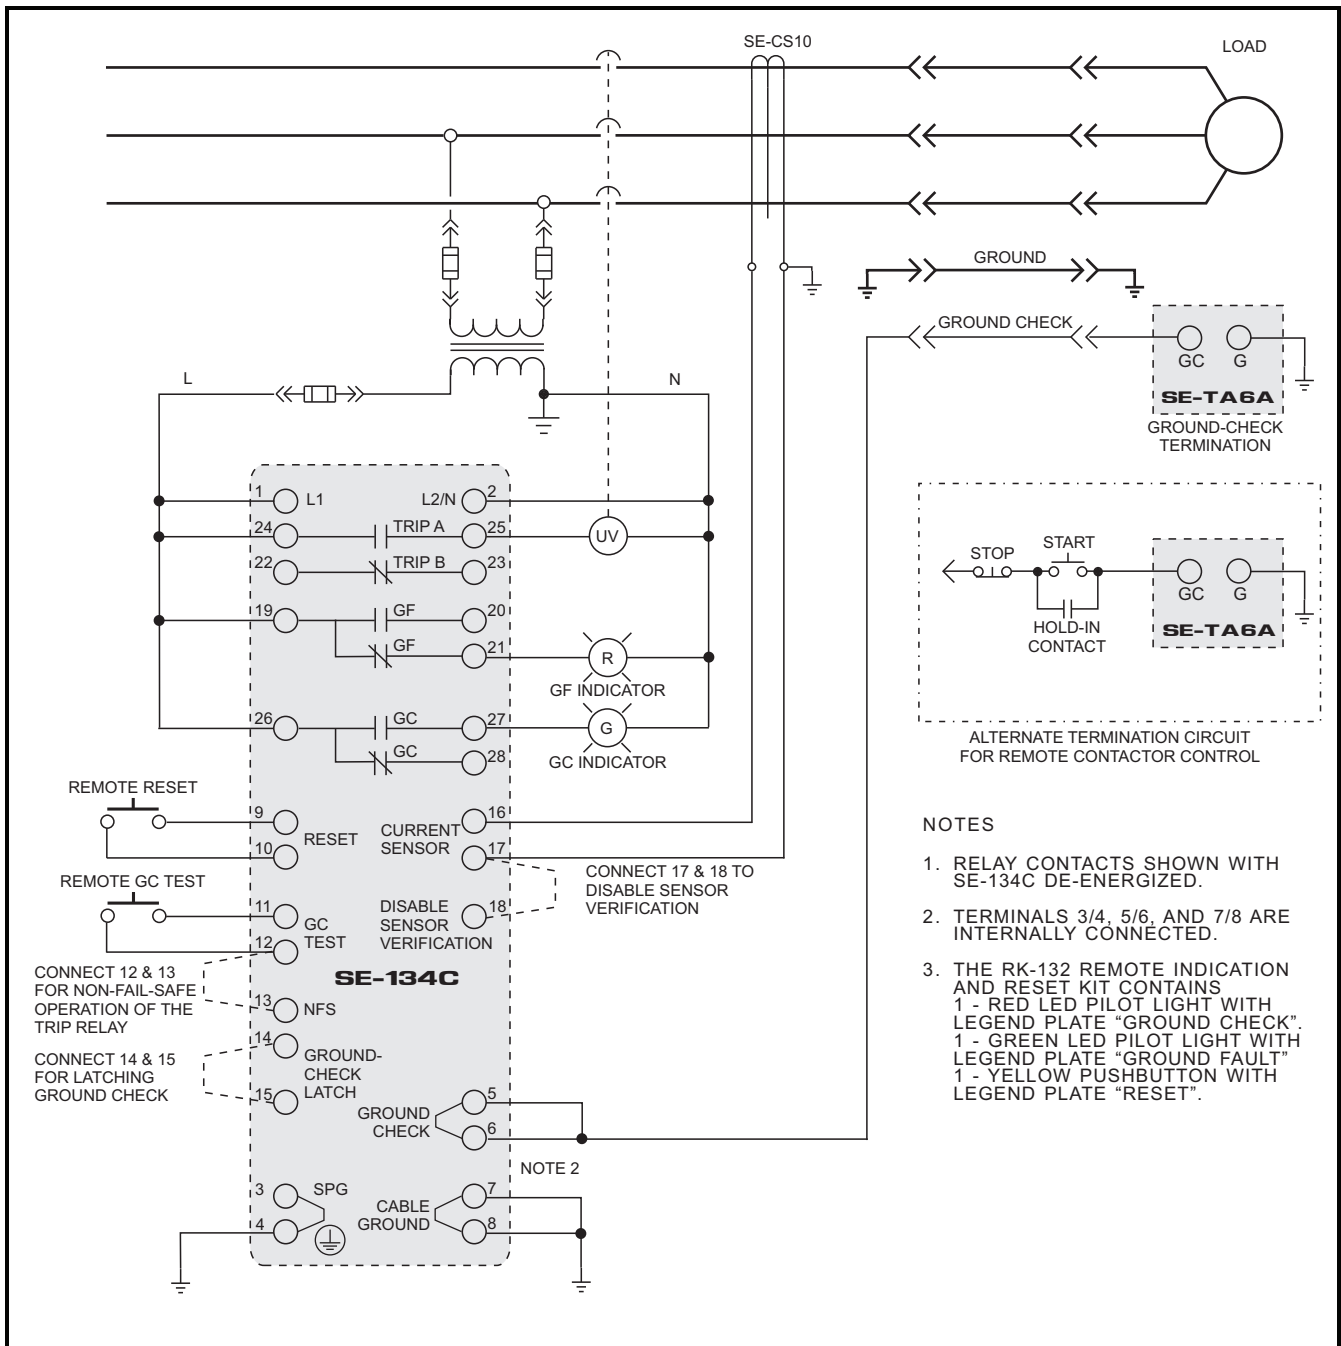 SE-CS10
LOAD
GROUND
GROUND CHECK
GC
G
SE-TA6A
GROUND-CHECK
TERMINATION
L
N
1
L1
L2/N
2
24
TRIP A
25
UV
22
TRIP B
23
19
GF
20
GF
21
R
GF INDICATOR
26
GC
27
G
GC
28
GC INDICATOR
STOP
START
HOLD-IN
CONTACT
GC
G
SE-TA6A
ALTERNATE TERMINATION CIRCUIT
FOR REMOTE CONTACTOR CONTROL
REMOTE RESET
9
RESET
10
CURRENT
SENSOR
16
17
REMOTE GC TEST
11
GC
TEST
12
DISABLE
SENSOR
VERIFICATION
18
CONNECT 17 & 18 TO
DISABLE SENSOR
VERIFICATION
SE-134C
CONNECT 12 & 13
FOR NON-FAIL-SAFE
OPERATION OF THE
TRIP RELAY
13
NFS
14
GROUND-
CHECK
LATCH
15
CONNECT 14 & 15
FOR LATCHING
GROUND CHECK
GROUND
CHECK
5
6
NOTE 2
3
SPG
4
CABLE
GROUND
7
8
NOTES
1. RELAY CONTACTS SHOWN WITH
SE-134C DE-ENERGIZED.
2. TERMINALS 3/4, 5/6, AND 7/8 ARE
INTERNALLY CONNECTED.
3. THE RK-132 REMOTE INDICATION
AND RESET KIT CONTAINS
1 - RED LED PILOT LIGHT WITH
LEGEND PLATE “GROUND CHECK”.
1 - GREEN LED PILOT LIGHT WITH
LEGEND PLATE “GROUND FAULT”
1 - YELLOW PUSHBUTTON WITH
LEGEND PLATE “RESET”.